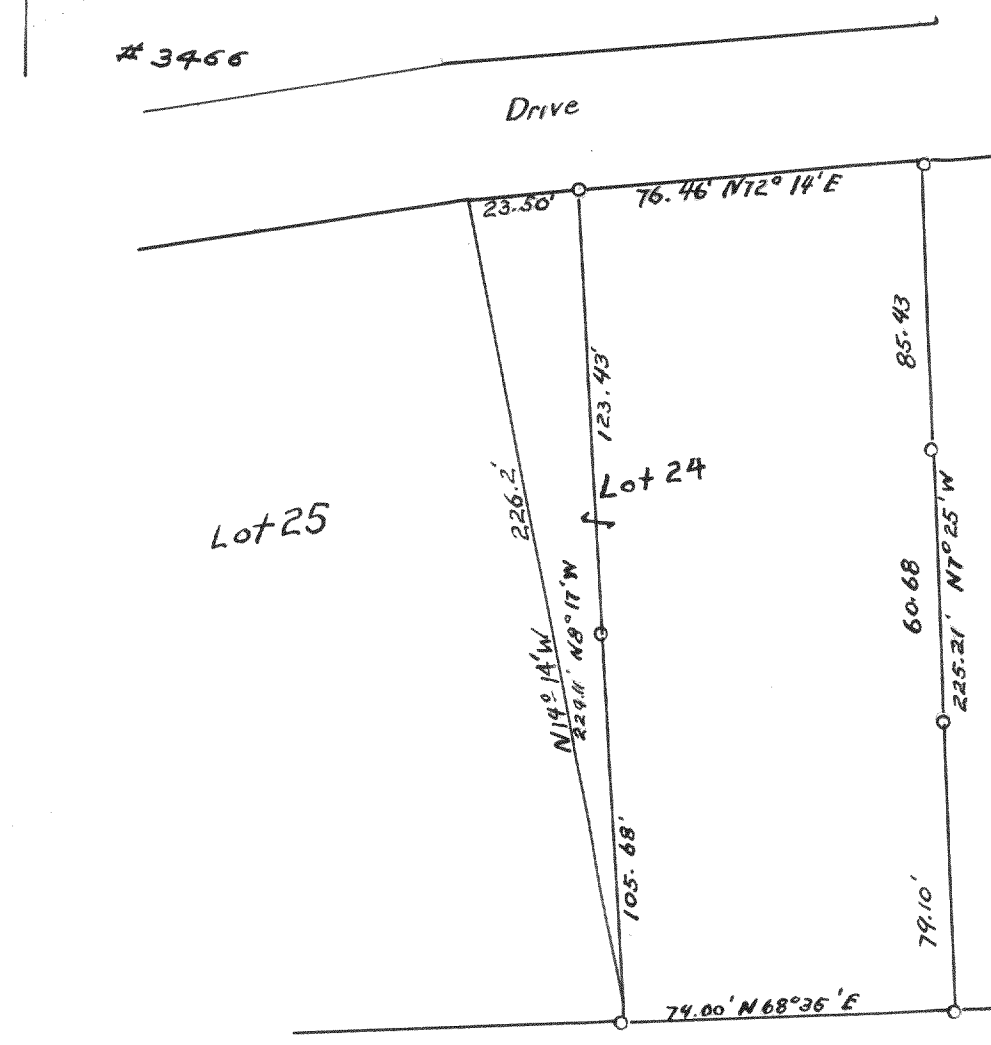 # 3466
Drive
23.50'
76.46' N72° 14' E
85.43
123.43'
Lot 24
226.2'
Lot 25
N7° 25' W
60.68
N8° 17' W
N14° 14' W
229.11'
225.21'
105.68'
79.10'
74.00' N 68° 36' E